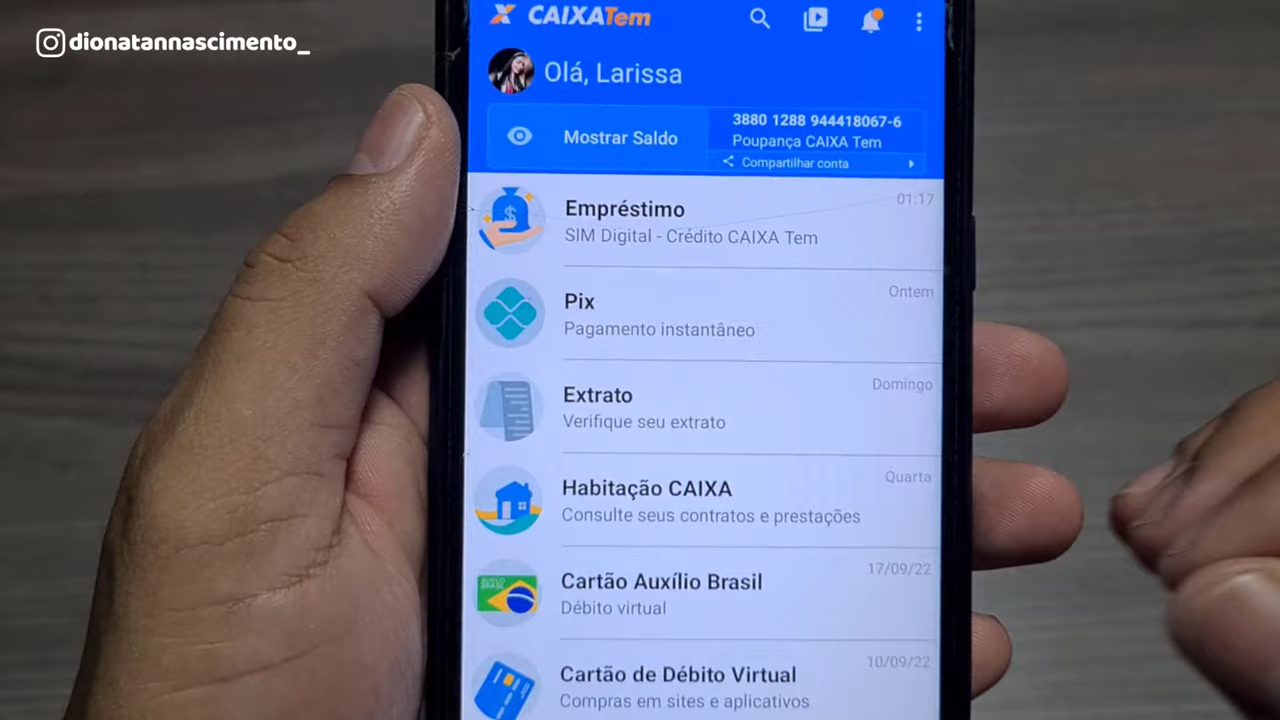 dionatannascimento_
CAIXATem
Olá, Larissa
Mostrar Saldo
3880 1288 944418067-6
Poupança CAIXA Tem
Compartilhar conta
Empréstimo
01:17
SIM Digital - Crédito CAIXA Tem
Pix
Ontem
Pagamento instantâneo
Extrato
Domingo
Verifique seu extrato
Habitação CAIXA
Quarta
Consulte seus contratos e prestações
AUXÍLIO
BRASIL
Cartão Auxílio Brasil
17/09/22
Débito virtual
Cartão de Débito Virtual
10/09/22
Compras em sites e aplicativos